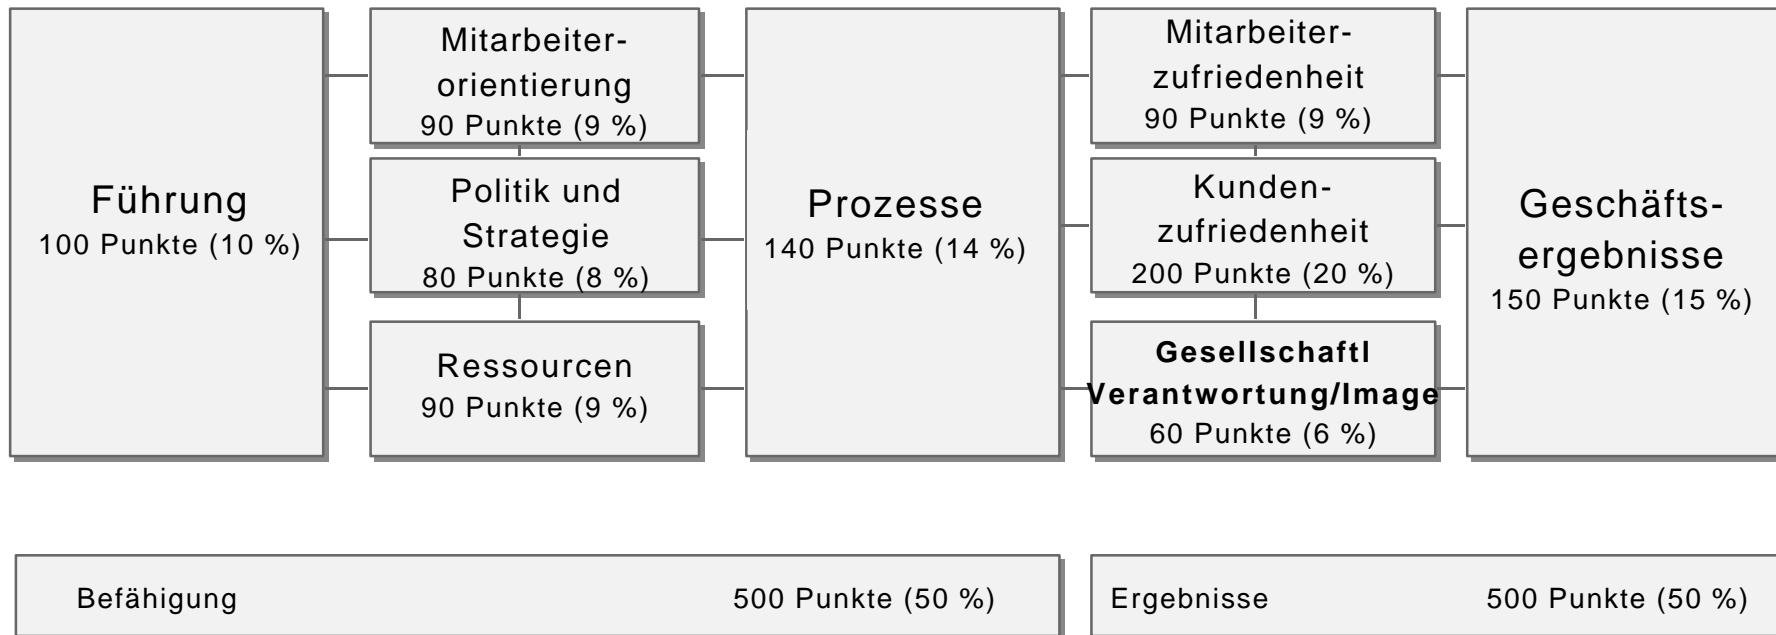 Führung
100 Punkte (10 %)
Mitarbeiter-
orientierung
90 Punkte (9 %)
Politik und
Strategie
80 Punkte (8 %)
Ressourcen
90 Punkte (9 %)
Prozesse
140 Punkte (14 %)
Mitarbeiter-
zufriedenheit
90 Punkte (9 %)
Kunden-
zufriedenheit
200 Punkte (20 %)
Gesellschaftl
Verantwortung/Image
60 Punkte (6 %)
Geschäfts-
ergebnisse
150 Punkte (15 %)
Befähigung 500 Punkte (50 %)
Ergebnisse 500 Punkte (50 %)